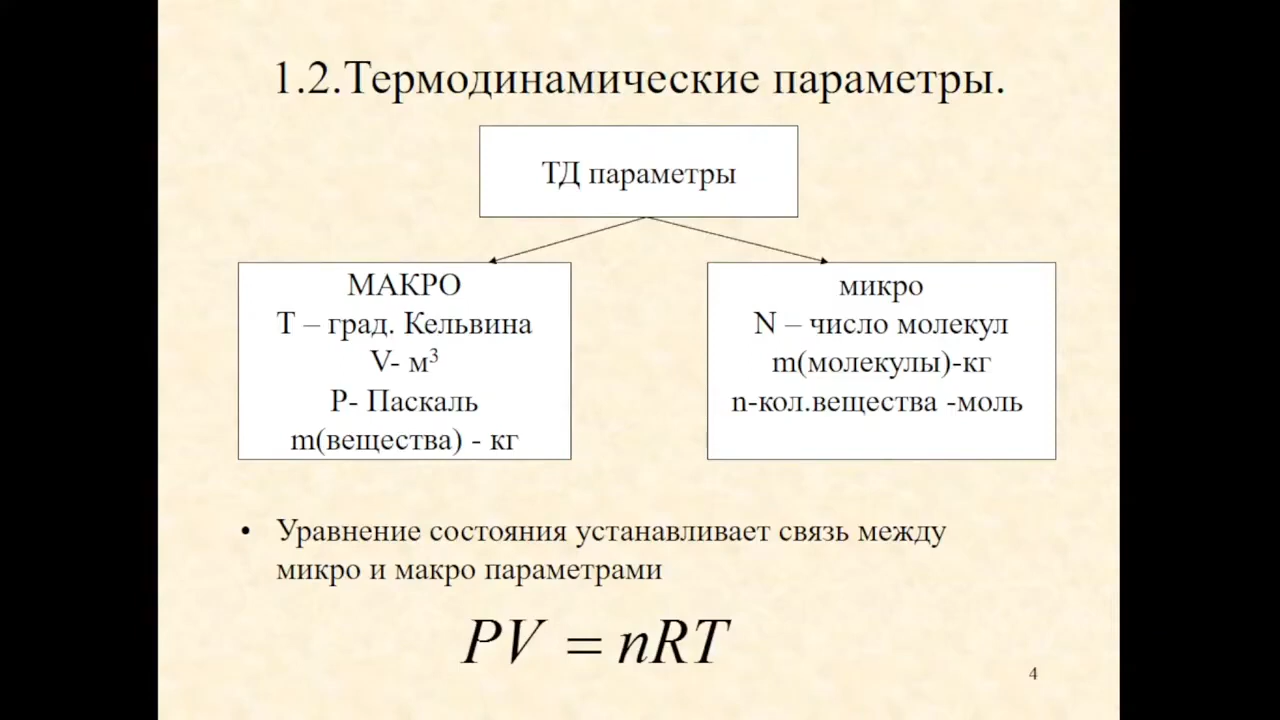 1.2.Термодинамические параметры.
ТД параметры
МАКРО
Т – град. Кельвина
V- м³
Р- Паскаль
m(вещества) - кг
микро
N – число молекул
m(молекулы)-кг
n-кол.вещества -моль
• Уравнение состояния устанавливает связь между
микро и макро параметрами
PV = nRT
4